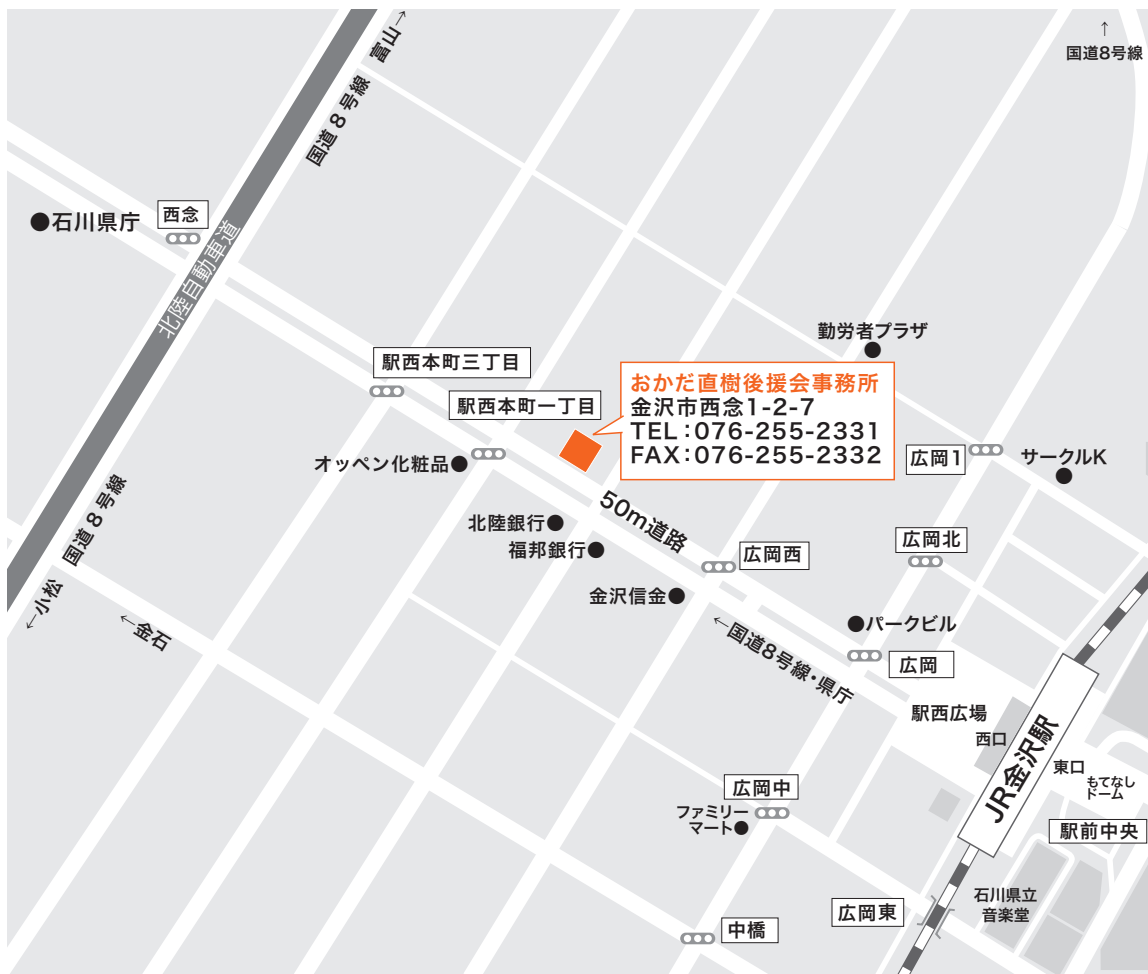 ↑
国道8号線
国道8号線 富山→
●石川県庁
西念
北陸自動車道
勤労者プラザ
駅西本町三丁目
おかだ直樹後援会事務所
金沢市西念1-2-7
TEL:076-255-2331
FAX:076-255-2332
駅西本町一丁目
オッペン化粧品●
広岡1
サークルK
←小松 国道8号線
50m道路
北陸銀行●
福邦銀行●
広岡西
広岡北
金沢信金●
←金石
●パークビル
←国道8号線・県庁
広岡
駅西広場
西口
JR金沢駅
東口
もてなし
ドーム
広岡中
ファミリー
マート●
駅前中央
石川県立
音楽堂
広岡東
中橋